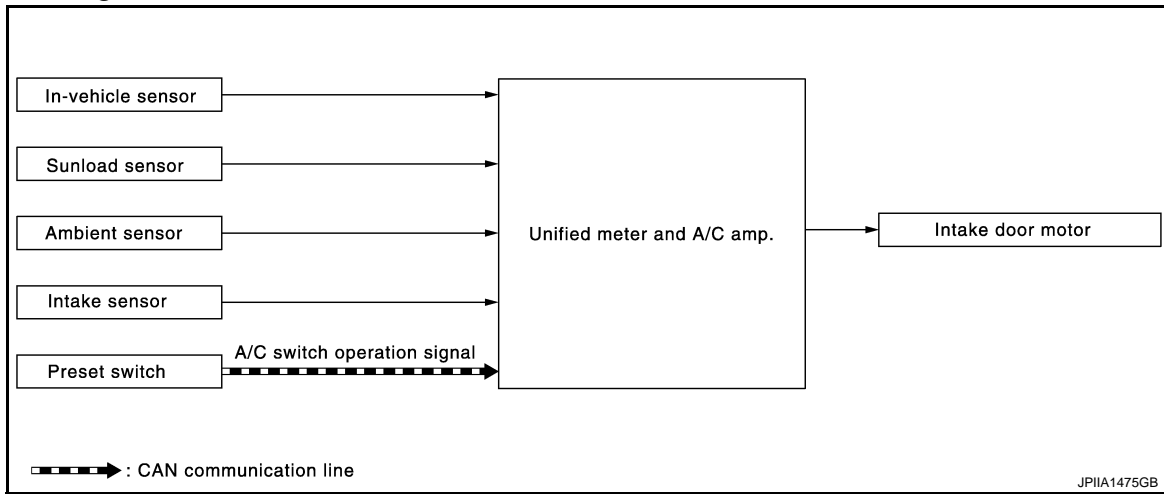 In-vehicle sensor
Sunload sensor
Ambient sensor
Intake sensor
Preset switch
A/C switch operation signal
Unified meter and A/C amp.
Intake door motor
: CAN communication line
JPIIA1475GB